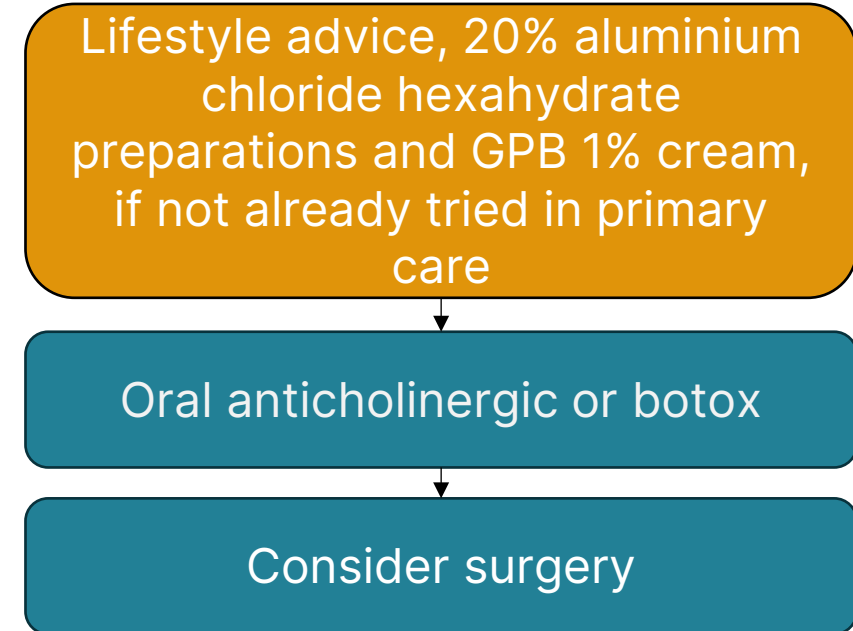 Lifestyle advice, 20% aluminium
chloride hexahydrate
preparations and GPB 1% cream,
if not already tried in primary
care
Oral anticholinergic or botox
Consider surgery